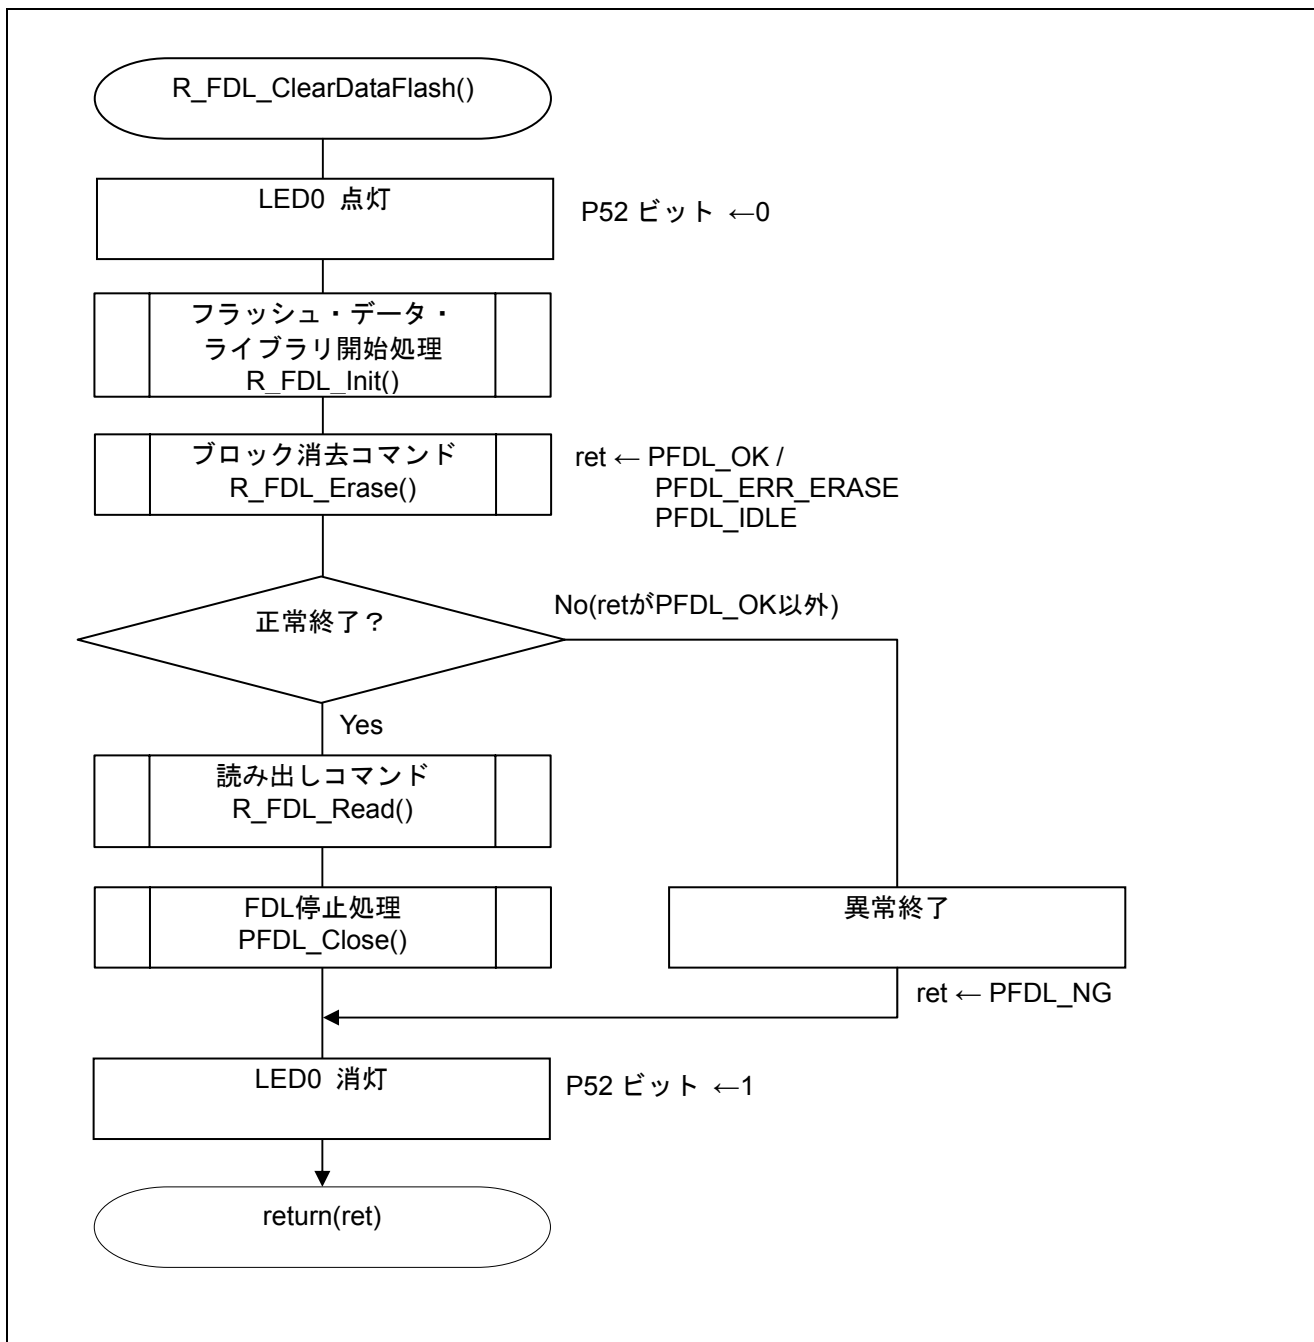 R_FDL_ClearDataFlash()
LED0 点灯
P52 ビット ←0
フラッシュ・データ・
ライブラリ開始処理
R_FDL_Init()
ブロック消去コマンド
R_FDL_Erase()
ret ← PFDL_OK /
PFDL_ERR_ERASE
PFDL_IDLE
正常終了？
No(retがPFDL_OK以外)
Yes
読み出しコマンド
R_FDL_Read()
FDL停止処理
PFDL_Close()
異常終了
ret ← PFDL_NG
LED0 消灯
P52 ビット ←1
return(ret)